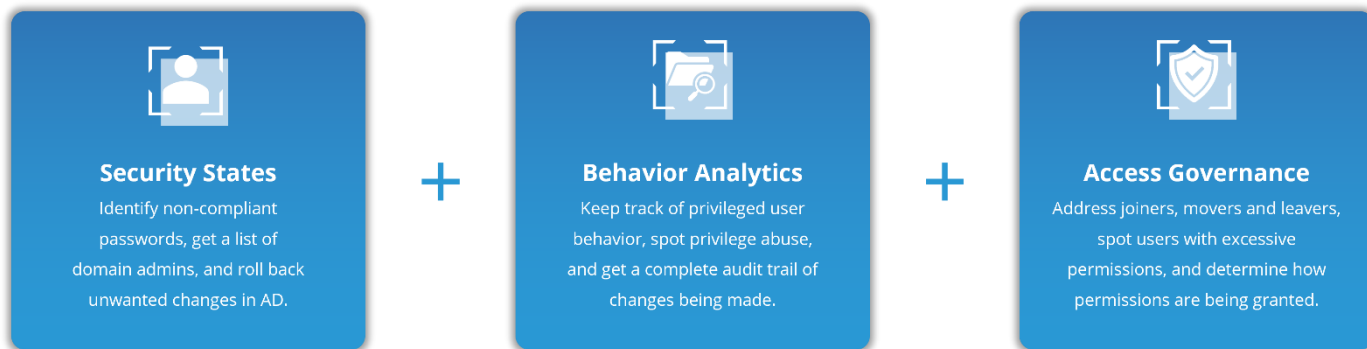 Security States
Identify non-compliant
passwords, get a list of
domain admins, and roll back
unwanted changes in AD.
+
Behavior Analytics
Keep track of privileged user
behavior, spot privilege abuse,
and get a complete audit trail of
changes being made.
+
Access Governance
Address joiners, movers and leavers,
spot users with excessive
permissions, and determine how
permissions are being granted.